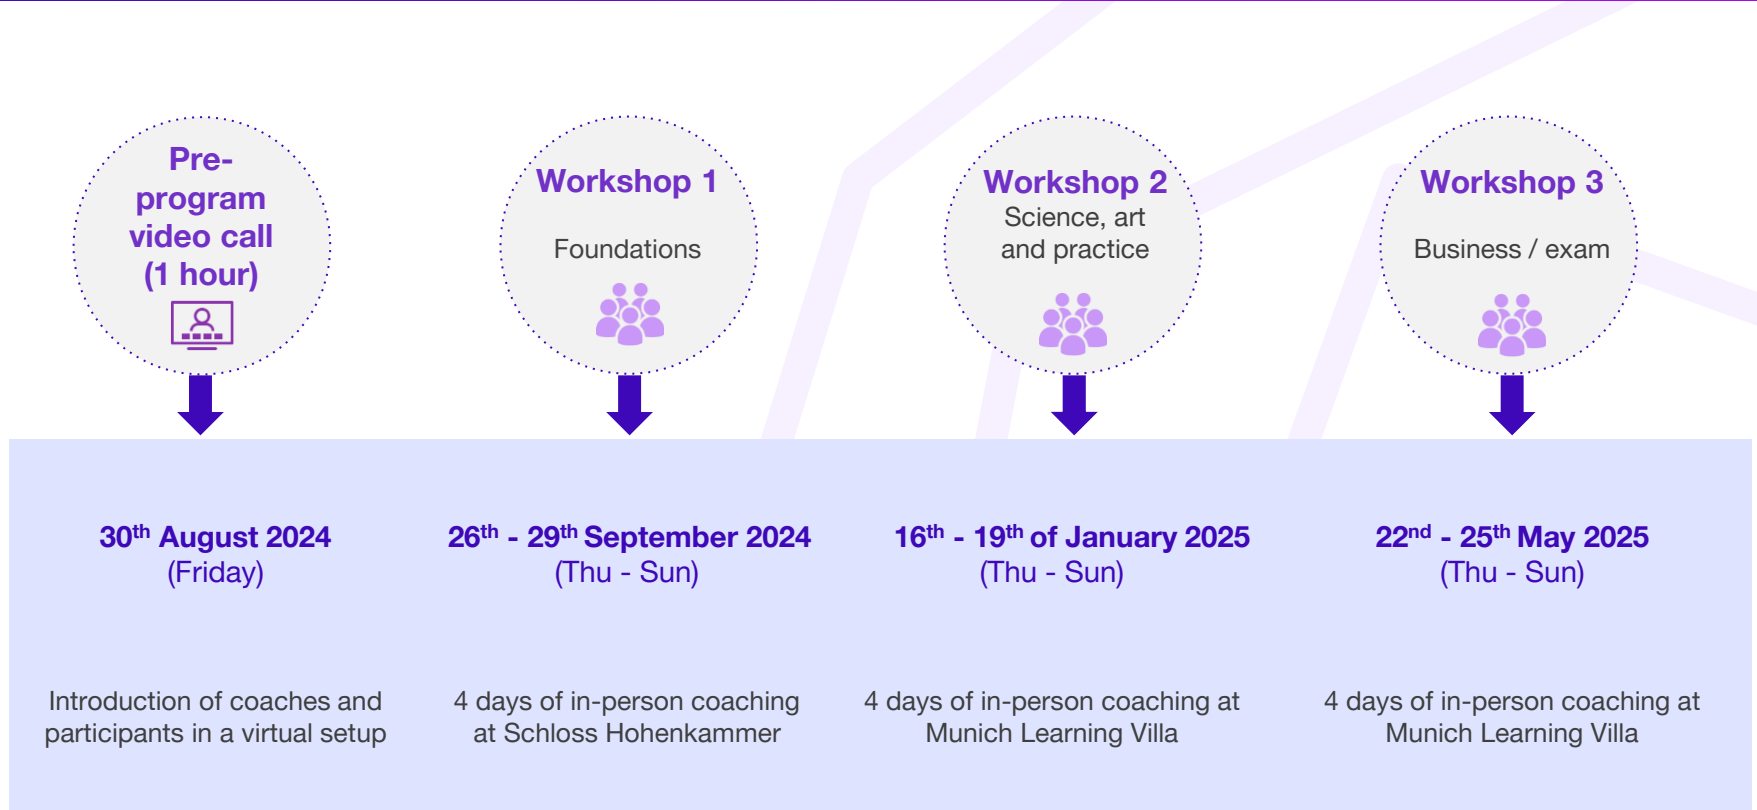 Pre-
program
video call
(1 hour)
Workshop 1
Foundations
Workshop 2
Science, art
and practice
Workshop 3
Business / exam
30th August 2024
(Friday)
26th - 29th September 2024
(Thu - Sun)
16th - 19th of January 2025
(Thu - Sun)
22nd - 25th May 2025
(Thu - Sun)
Introduction of coaches and
participants in a virtual setup
4 days of in-person coaching
at Schloss Hohenkammer
4 days of in-person coaching at
Munich Learning Villa
4 days of in-person coaching at
Munich Learning Villa